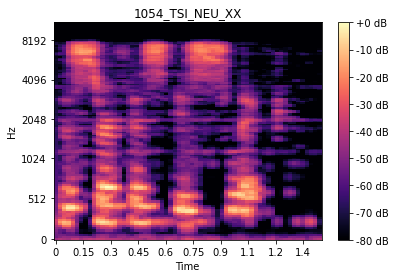 1054_TSI_NEU_XX
Hz
8192
4096
2048
1024
512
0
0 0.15 0.3 0.45 0.6 0.75 0.9 1.1 1.2 1.4
Time
+0 dB
-10 dB
-20 dB
-30 dB
-40 dB
-50 dB
-60 dB
-70 dB
-80 dB